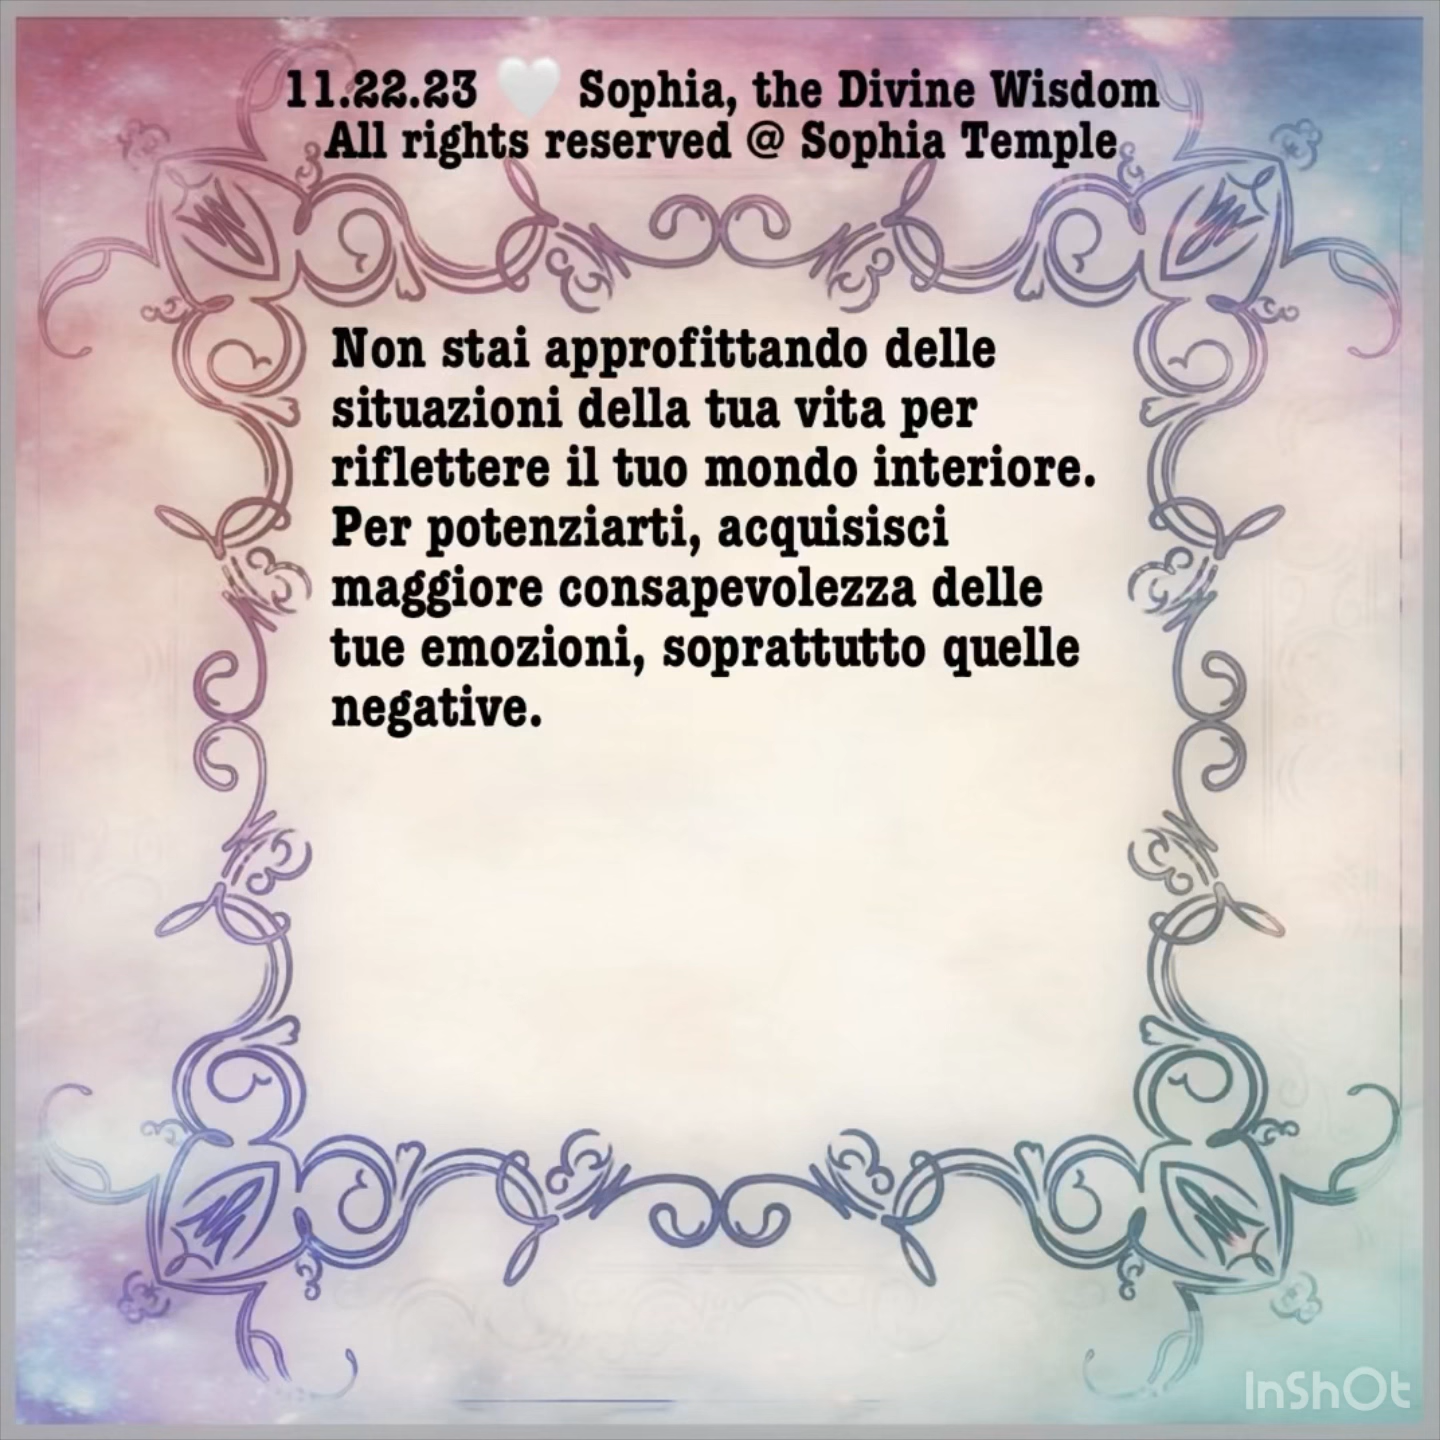 11.22.23 🤍 Sophia, the Divine Wisdom
All rights reserved @ Sophia Temple
Non stai approfittando delle
situazioni della tua vita per
riflettere il tuo mondo interiore.
Per potenziarti, acquisisci
maggiore consapevolezza delle
tue emozioni, soprattutto quelle
negative.
InShOt